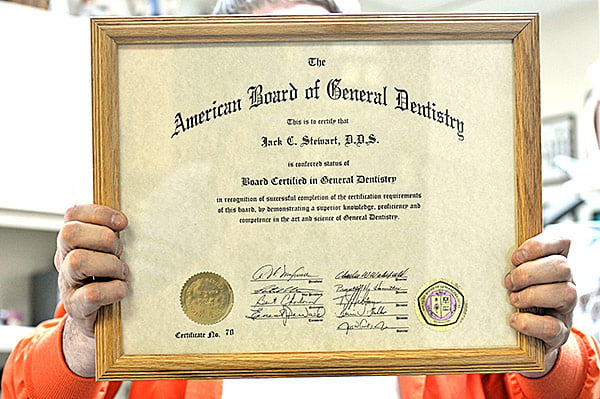 The
American Board of General Dentistry
This is to certify that
Jack C. Stewart, D.D.S.
is conferred status of
Board Certified in General Dentistry
in recognition of successful completion of the certification requirements
of this board, by demonstrating a superior knowledge, proficiency and
competence in the art and science of General Dentistry.
Certificate No. 78